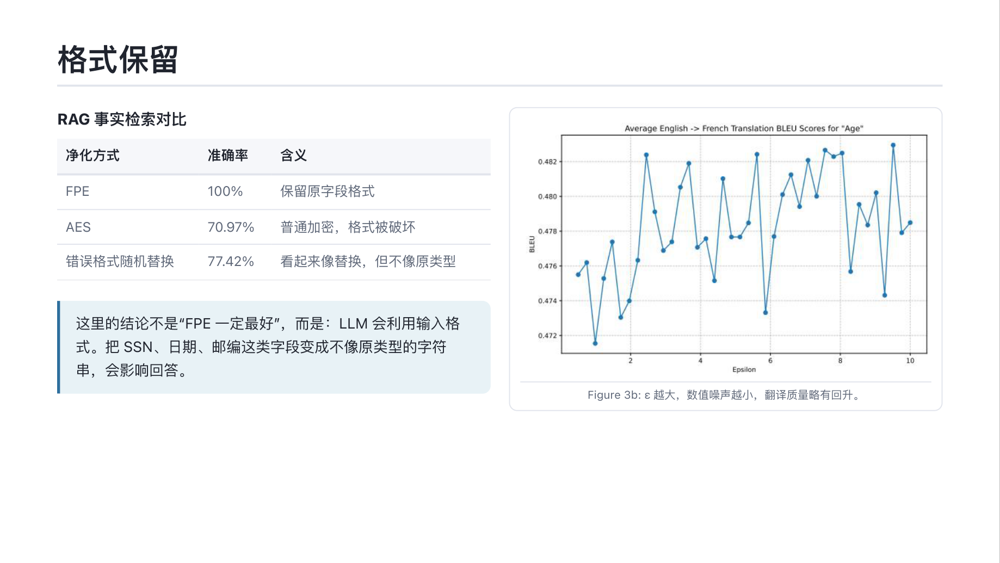 格式保留
RAG 事实检索对比
净化方式 准确率 含义
FPE 100% 保留原字段格式
AES 70.97% 普通加密，格式被破坏
错误格式随机替换 77.42% 看起来像替换，但不像原类型
这里的结论不是“FPE 一定最好”，而是：LLM 会利用输入格
式。把 SSN、日期、邮编这类字段变成不像原类型的字符
串，会影响回答。
Average English -> French Translation BLEU Scores for "Age"
BLEU
0.482
0.480
0.478
0.476
0.474
0.472
2 4 6 8 10
Epsilon
Figure 3b: ε 越大，数值噪声越小，翻译质量略有回升。